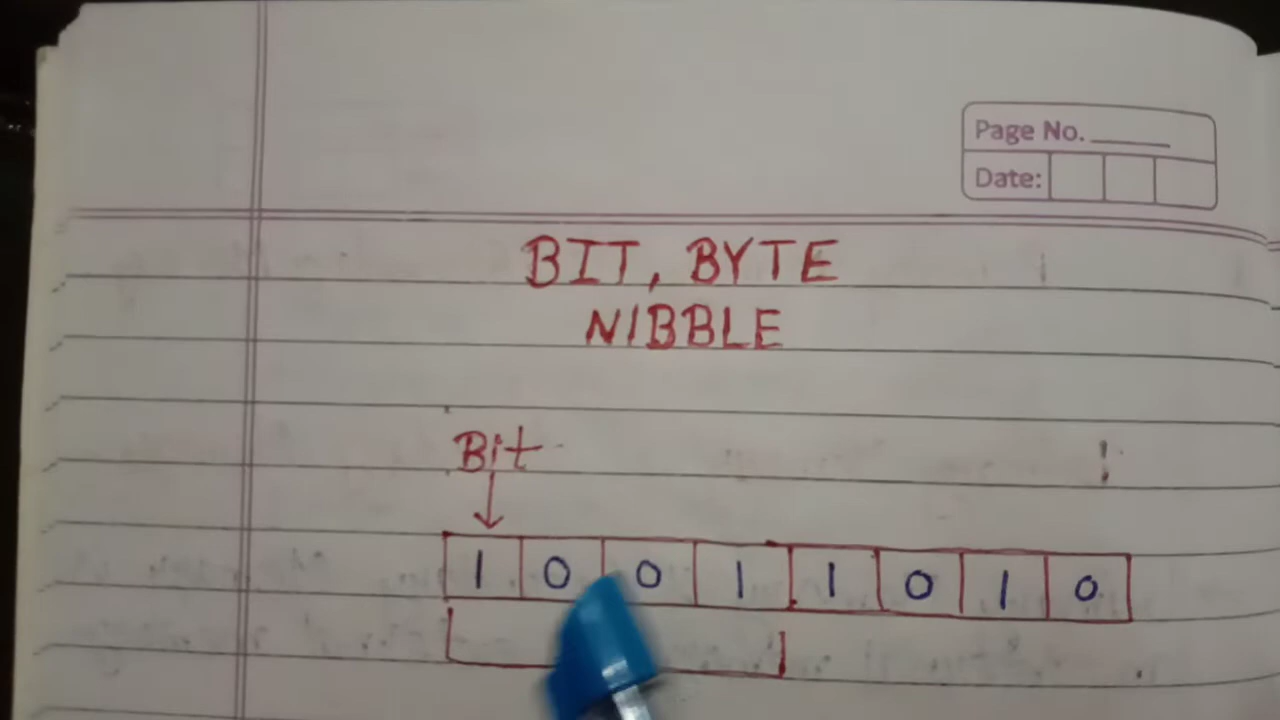 Page No.
Date:
BIT, BYTE
NIBBLE
Bit
1 0 0 1 1 0 1 0